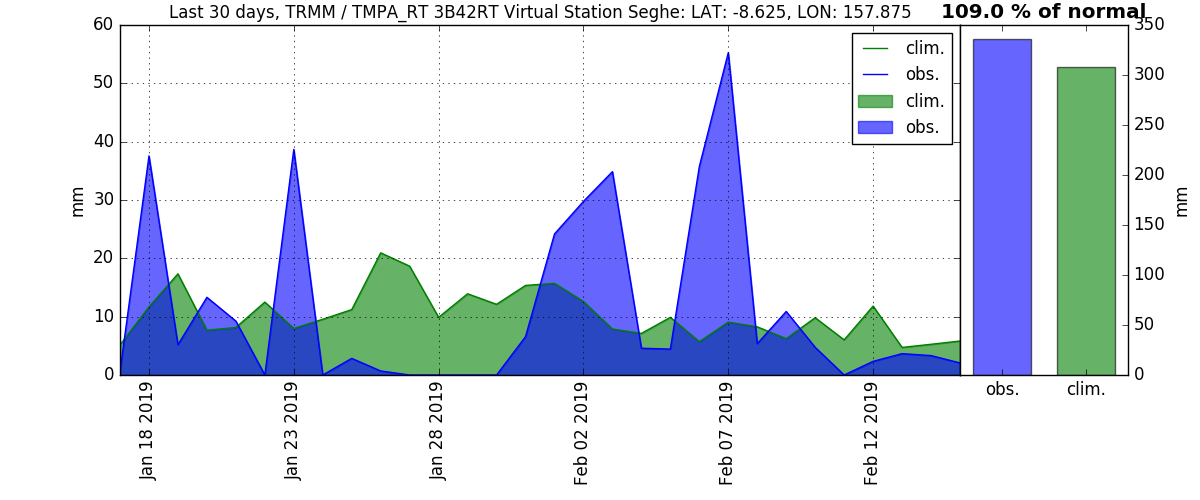 Last 30 days, TRMM / TMPA_RT 3B42RT Virtual Station Seghe: LAT: -8.625, LON: 157.875
109.0 % of normal
60
50
40
30
20
10
0
mm
clim.
obs.
clim.
obs.
Jan 18 2019
Jan 23 2019
Jan 28 2019
Feb 02 2019
Feb 07 2019
Feb 12 2019
350
300
250
200
150
100
50
0
mm
obs.
clim.